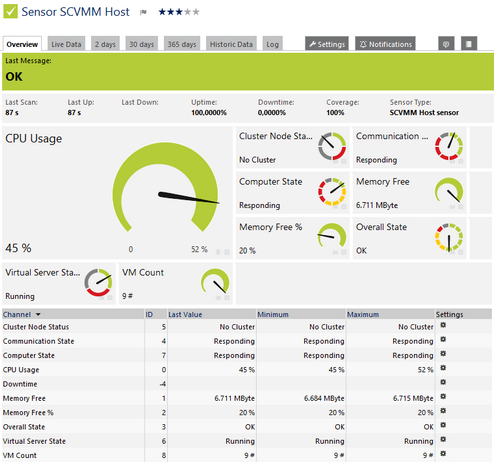 Sensor SCVMM Host
Overview Live Data 2 days 30 days 365 days Historic Data Log Settings Notifications
Last Message:
OK
Last Scan: Last Up: Last Down: Uptime: Downtime: Coverage: Sensor Type:
87 s 87 s 100,0000% 0,0000% 100% SCVMM Host sensor
CPU Usage
45 %
0 52 %
Cluster Node Sta...
No Cluster
Communication ...
Responding
Computer State
Responding
Memory Free
6.711 MByte
Memory Free %
20 %
Overall State
OK
Virtual Server Sta...
Running
VM Count
9 #
Channel ID Last Value Minimum Maximum Settings
Cluster Node Status 5 No Cluster No Cluster No Cluster
Communication State 4 Responding Responding Responding
Computer State 7 Responding Responding Responding
CPU Usage 0 45 % 45 % 52 %
Downtime -4
Memory Free 1 6.711 MByte 6.684 MByte 6.715 MByte
Memory Free % 2 20 % 20 % 20 %
Overall State 3 OK OK OK
Virtual Server State 6 Running Running Running
VM Count 8 9 # 9 # 9 #